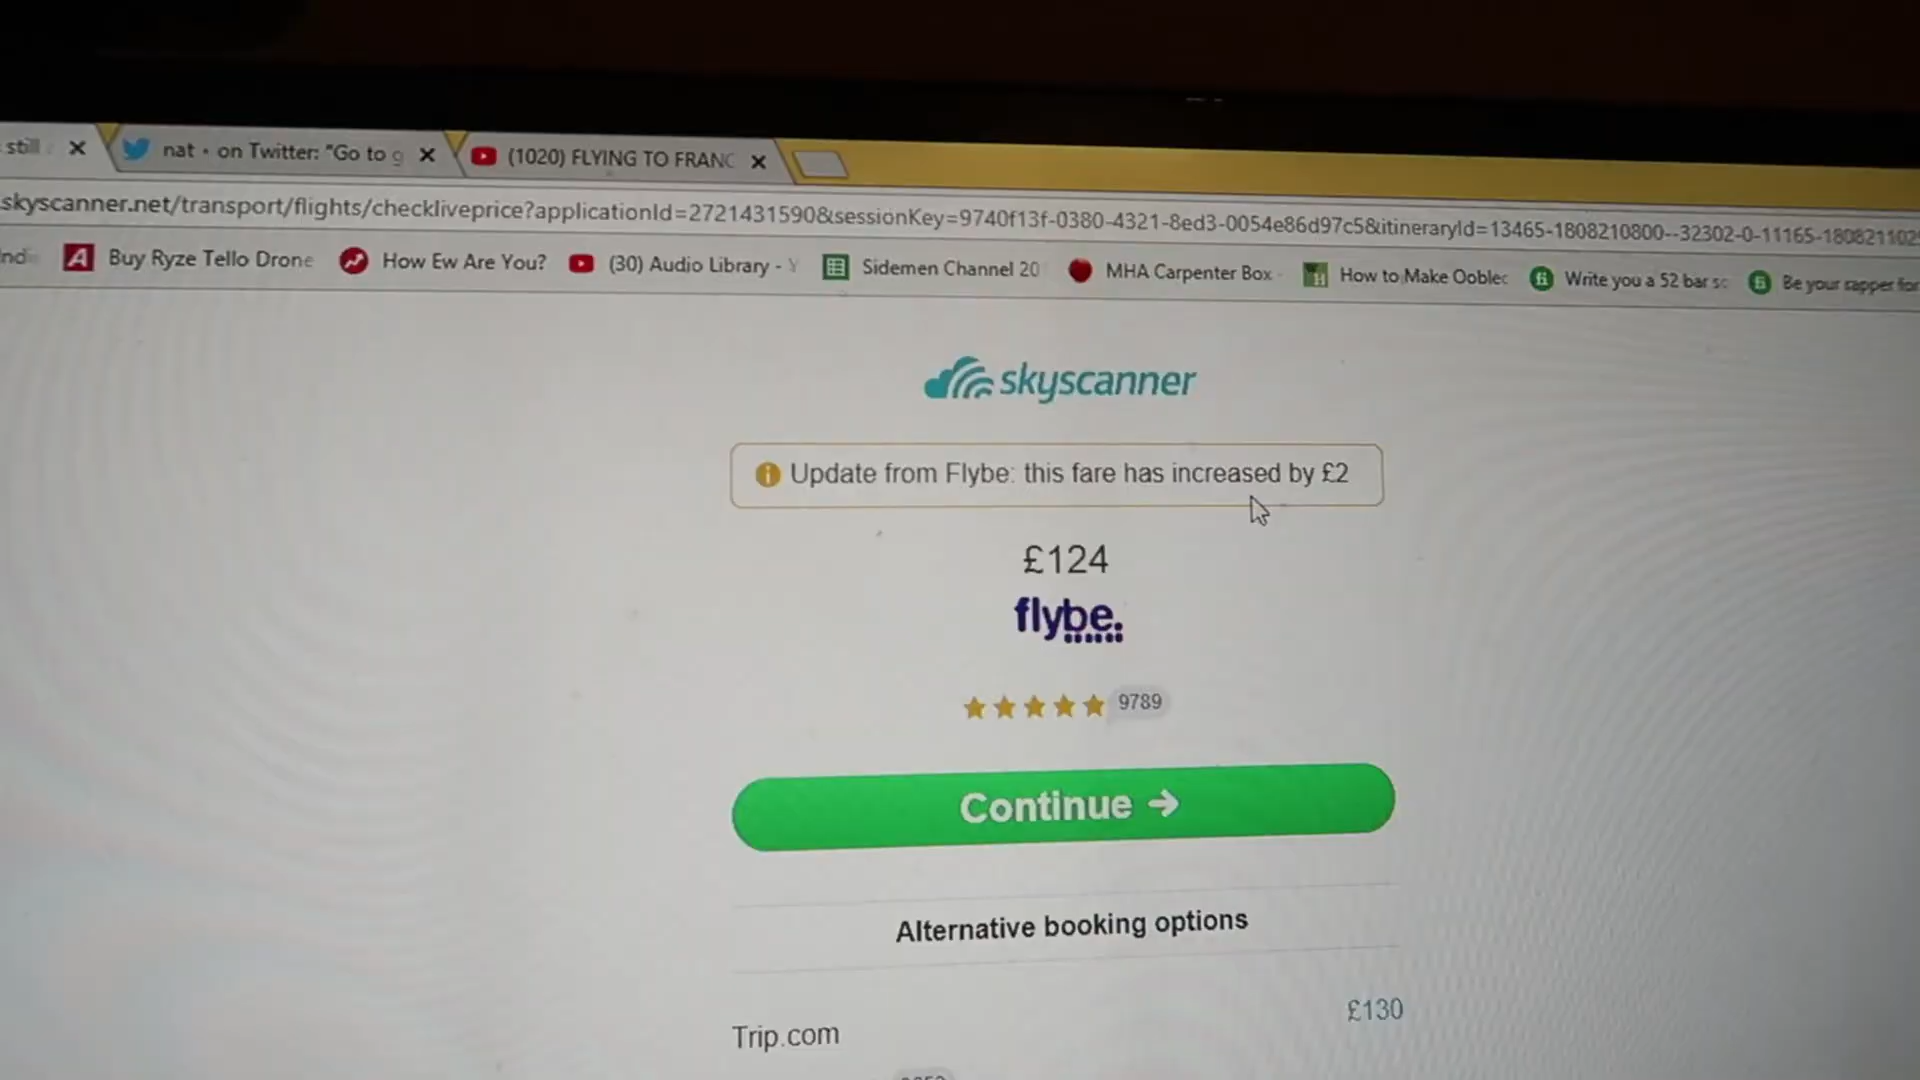 still
nat • on Twitter: "Go to g
(1020) FLYING TO FRANC
skyscanner.net/transport/flights/checkliveprice?applicationId=2721431590&sessionKey=9740f13f-0380-4321-8ed3-0054e86d97c5&itineraryId=13465-1808210800--32302-0-11165-180821102
Buy Ryze Tello Drone
How Ew Are You?
(30) Audio Library - Y
Sidemen Channel 20
MHA Carpenter Box -
How to Make Ooblec
Write you a 52 bar sc
Be your rapper for
skyscanner
Update from Flybe: this fare has increased by £2
£124
flybe.
9789
Continue →
Alternative booking options
£130
Trip.com